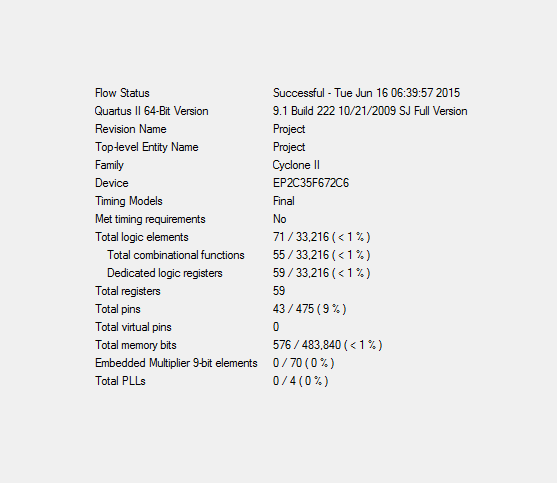 Flow Status Successful - Tue Jun 16 06:39:57 2015
Quartus II 64-Bit Version 9.1 Build 222 10/21/2009 SJ Full Version
Revision Name Project
Top-level Entity Name Project
Family Cyclone II
Device EP2C35F672C6
Timing Models Final
Met timing requirements No
Total logic elements 71 / 33,216 ( < 1 % )
Total combinational functions 55 / 33,216 ( < 1 % )
Dedicated logic registers 59 / 33,216 ( < 1 % )
Total registers 59
Total pins 43 / 475 ( 9 % )
Total virtual pins 0
Total memory bits 576 / 483,840 ( < 1 % )
Embedded Multiplier 9-bit elements 0 / 70 ( 0 % )
Total PLLs 0 / 4 ( 0 % )